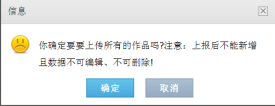 信息
你确定要要上传所有的作品吗?注意：上报后不能新增
且数据不可编辑、不可删除!
确定
取消